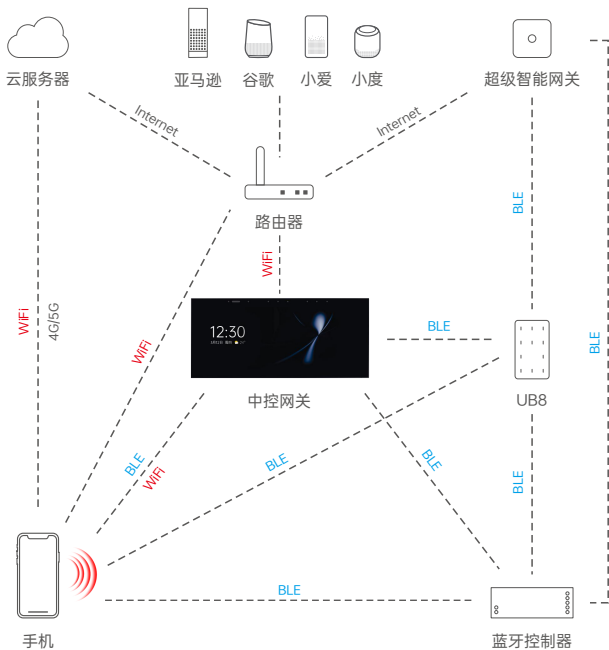 云服务器
亚马逊
谷歌
小爱
小度
超级智能网关
Internet
Internet
路由器
BLE
WiFi
WiFi
4G/5G
WiFi
12:30
BLE
BLE
中控网关
UB8
BLE
WiFi
BLE
BLE
BLE
BLE
手机
蓝牙控制器